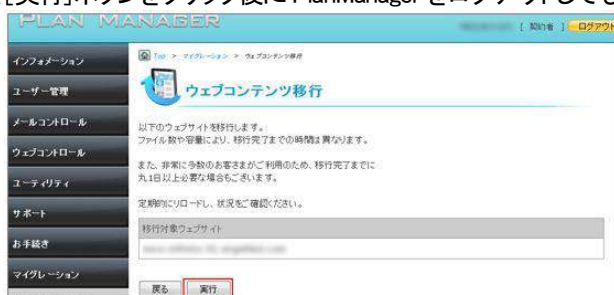 [実行]ボタンをクリック後に PlanManager をログアウトしても
PLAN MANAGER
[ 契約者 ] ログアウト
インフォメーション
ユーザー管理
メールコントロール
ウェブコントロール
ユーティリティ
サポート
お手続き
マイグレーション
Top > マイグレーション > ウェブコンテンツ移行
ウェブコンテンツ移行
以下のウェブサイトを移行します。
ファイル数や容量により、移行完了までの時間は異なります。
また、非常に多数のお客さまがご利用のため、移行完了までに
丸1日以上必要な場合もございます。
定期的にリロードし、状況をご確認ください。
移行対象ウェブサイト
戻る 実行